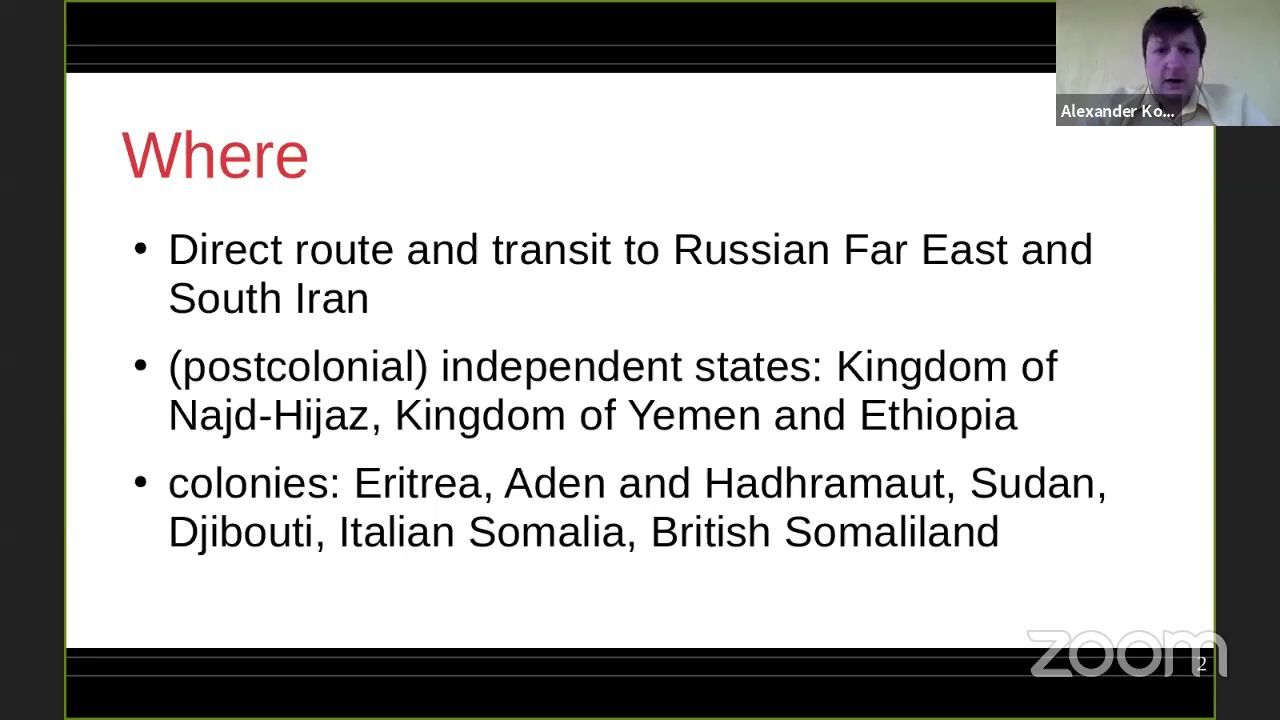 Alexander Ko...
Where
• Direct route and transit to Russian Far East and
South Iran
• (postcolonial) independent states: Kingdom of
Najd-Hijaz, Kingdom of Yemen and Ethiopia
• colonies: Eritrea, Aden and Hadhramaut, Sudan,
Djibouti, Italian Somalia, British Somaliland
zoom
2